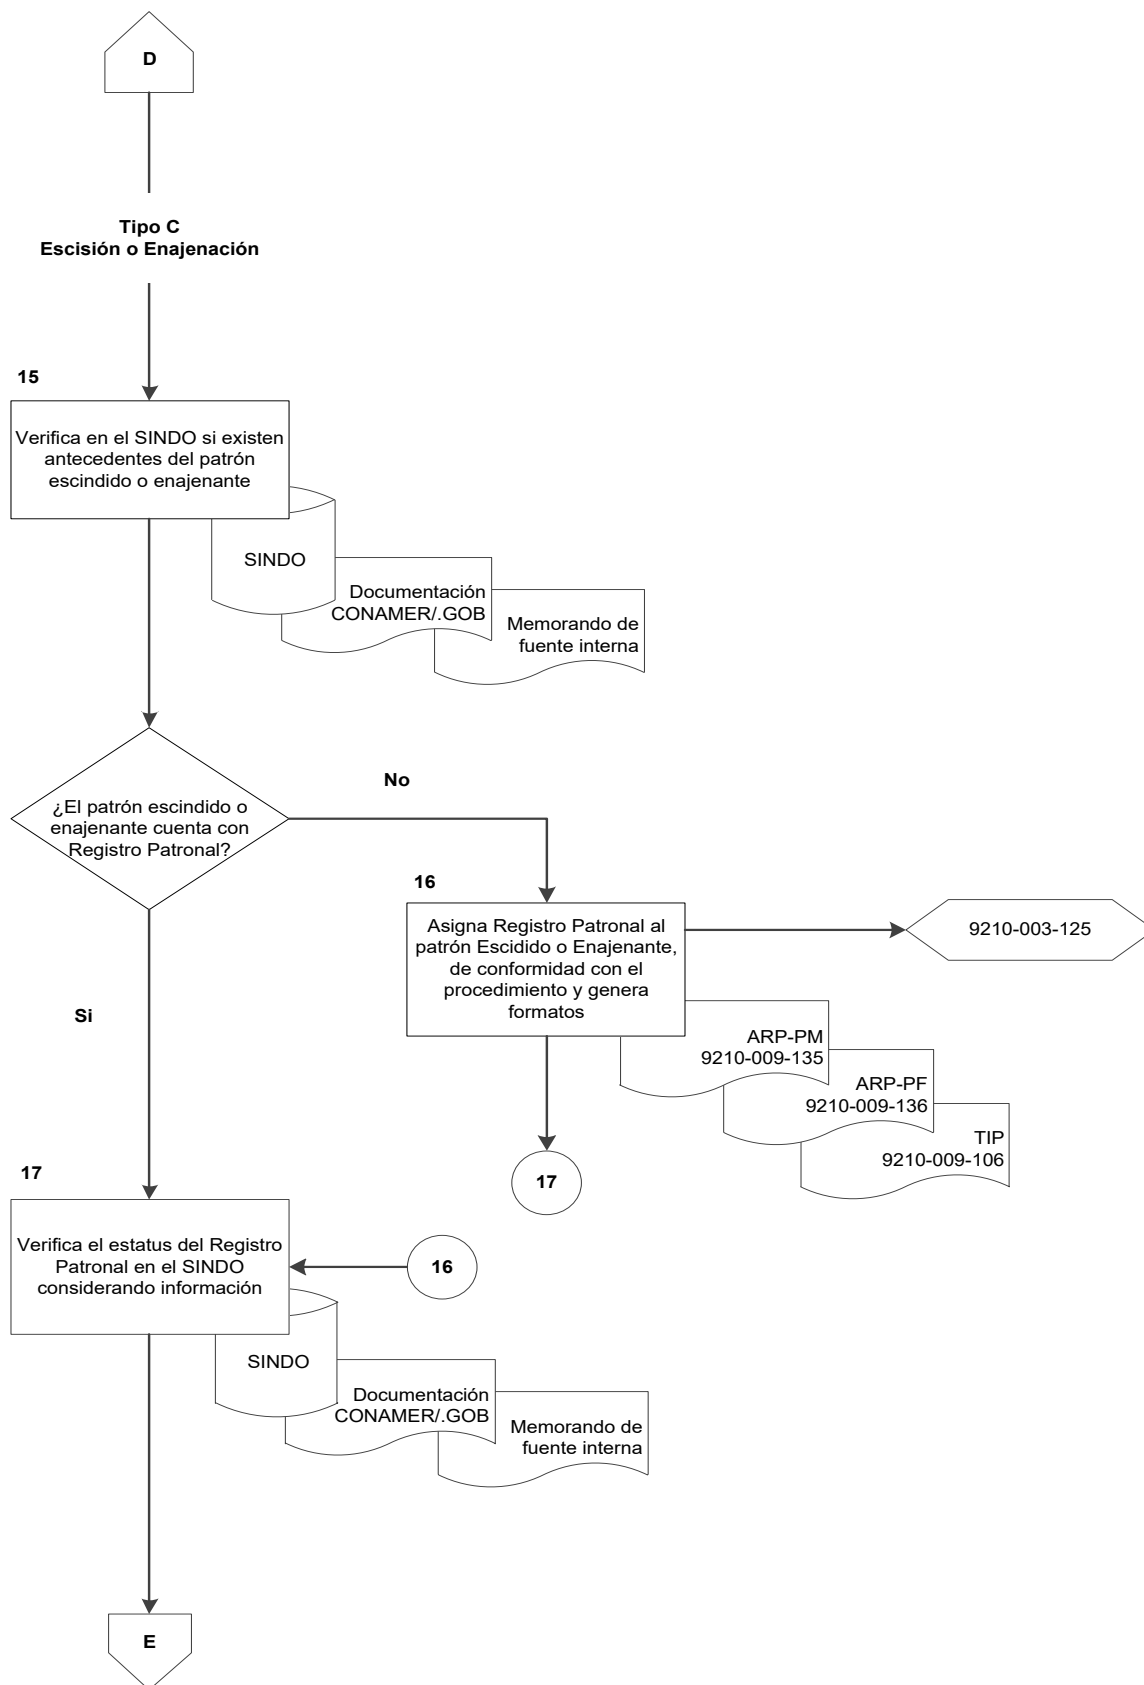 D
Tipo C
Escisión o Enajenación
15
Verifica en el SINDO si existen
antecedentes del patrón
escindido o enajenante
SINDO
Documentación
CONAMER/.GOB
Memorando de
fuente interna
¿El patrón escindido o
enajenante cuenta con
Registro Patronal?
No
16
Asigna Registro Patronal al
patrón Escidido o Enajenante,
de conformidad con el
procedimiento y genera
formatos
9210-003-125
Si
ARP-PM
9210-009-135
ARP-PF
9210-009-136
TIP
9210-009-106
17
17
Verifica el estatus del Registro
Patronal en el SINDO
considerando información
16
SINDO
Documentación
CONAMER/.GOB
Memorando de
fuente interna
E